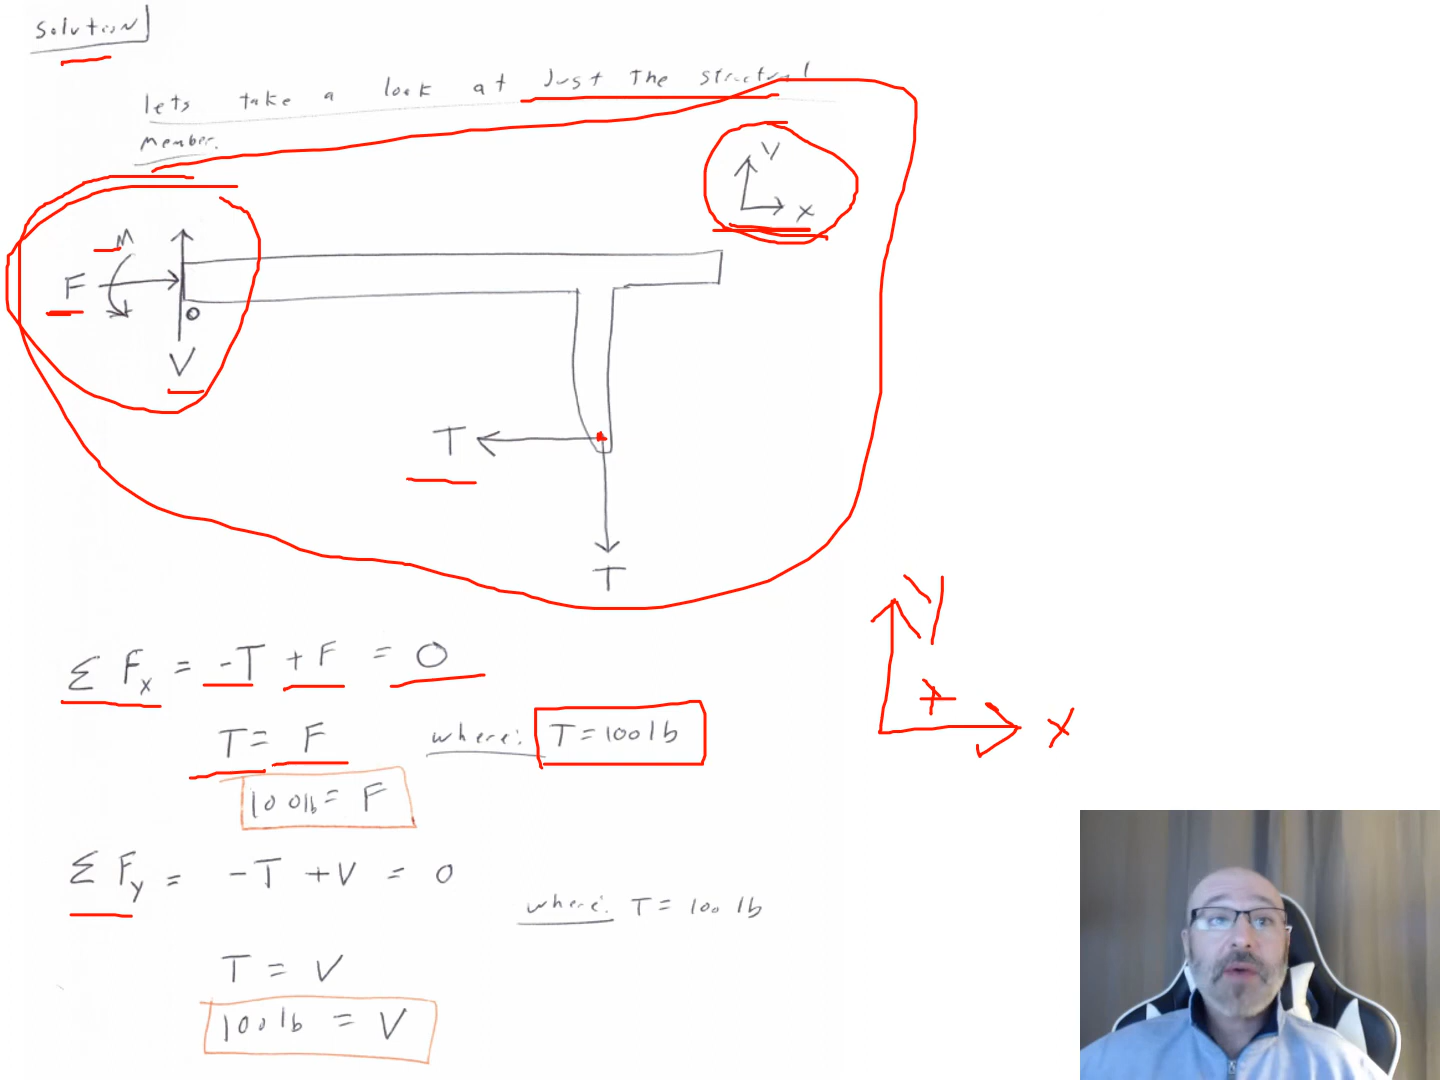 Solution
lets take a look at Just The structural
Member.
Y
X
M
F
O
V
T
T
Y
X
Σ Fx = -T + F = 0
T = F where: T = 100 lb
100 lb = F
Σ Fy = -T + V = 0
where: T = 100 lb
T = V
100 lb = V